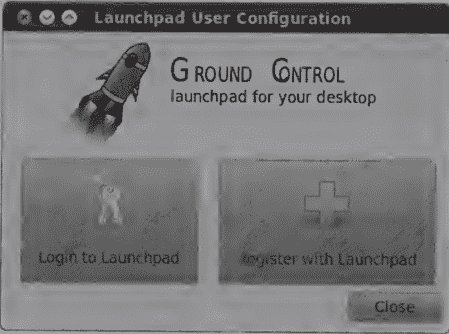 Launchpad User Configuration
GROUND CONTROL
launchpad for your desktop
Login to Launchpad
Register with Launchpad
Close